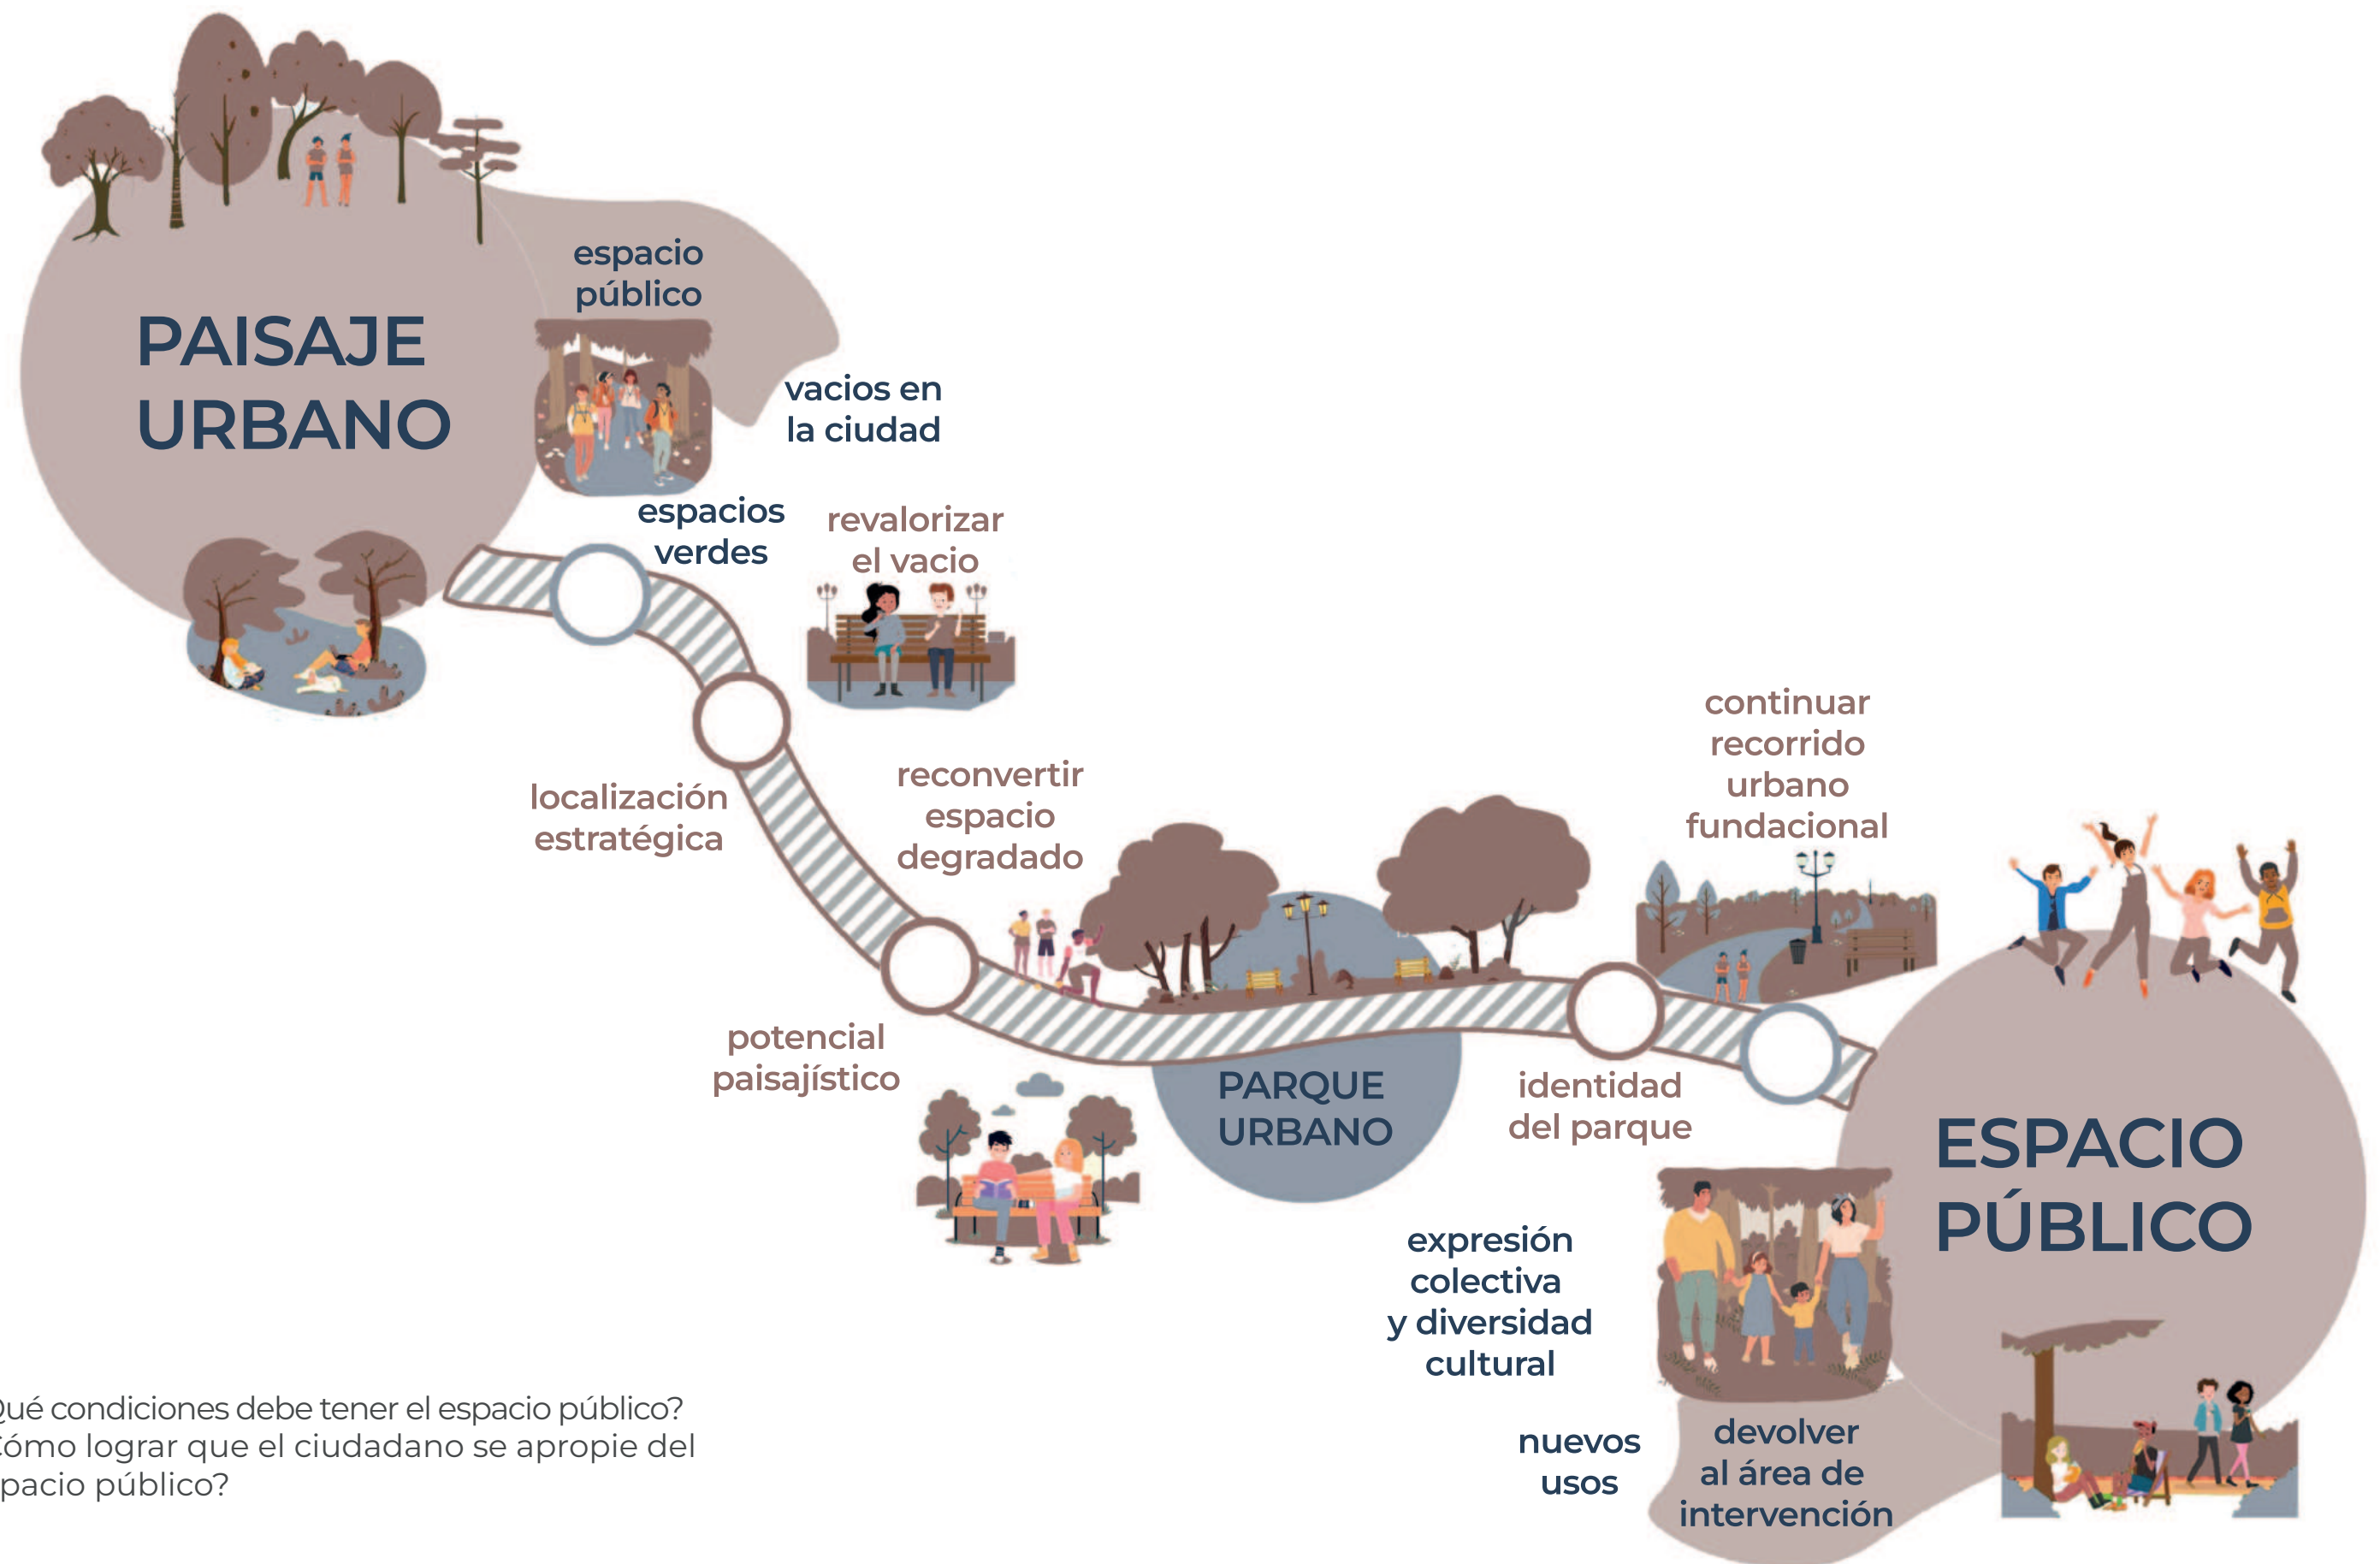 PAISAJE
URBANO
espacio
público
vacios en
la ciudad
espacios
verdes
revalorizar
el vacio
localización
estratégica
reconvertir
espacio
degradado
potencial
paisajístico
PARQUE
URBANO
continuar
recorrido
urbano
fundacional
identidad
del parque
ESPACIO
PÚBLICO
expresión
colectiva
y diversidad
cultural
nuevos
usos
devolver
al área de
intervención
Qué condiciones debe tener el espacio público?
Cómo lograr que el ciudadano se apropie del
pacio público?